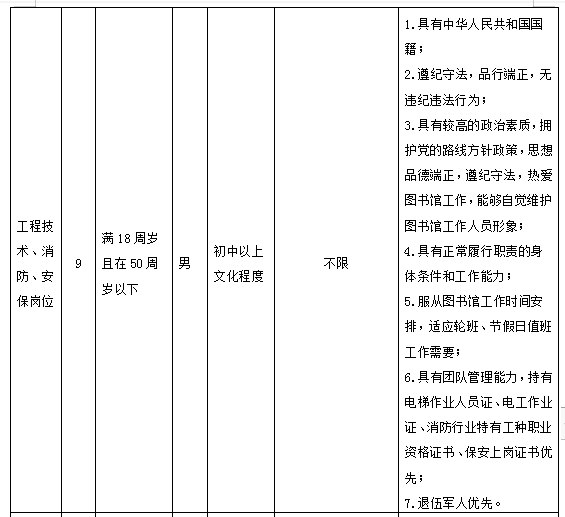 工程技
术、消
防、安
保岗位
9
满18周岁
且在50周
岁以下
男
初中以上
文化程度
不限
1.具有中华人民共和国国
籍；
2.遵纪守法，品行端正，无
违纪违法行为；
3.具有较高的政治素质，拥
护党的路线方针政策，思想
品德端正，遵纪守法，热爱
图书馆工作，能够自觉维护
图书馆工作人员形象；
4.具有正常履行职责的身
体条件和工作能力；
5.服从图书馆工作时间安
排，适应轮班、节假日值班
工作需要；
6.具有团队管理能力，持有
电梯作业人员证、电工作业
证、消防行业特有工种职业
资格证书、保安上岗证书优
先；
7.退伍军人优先。